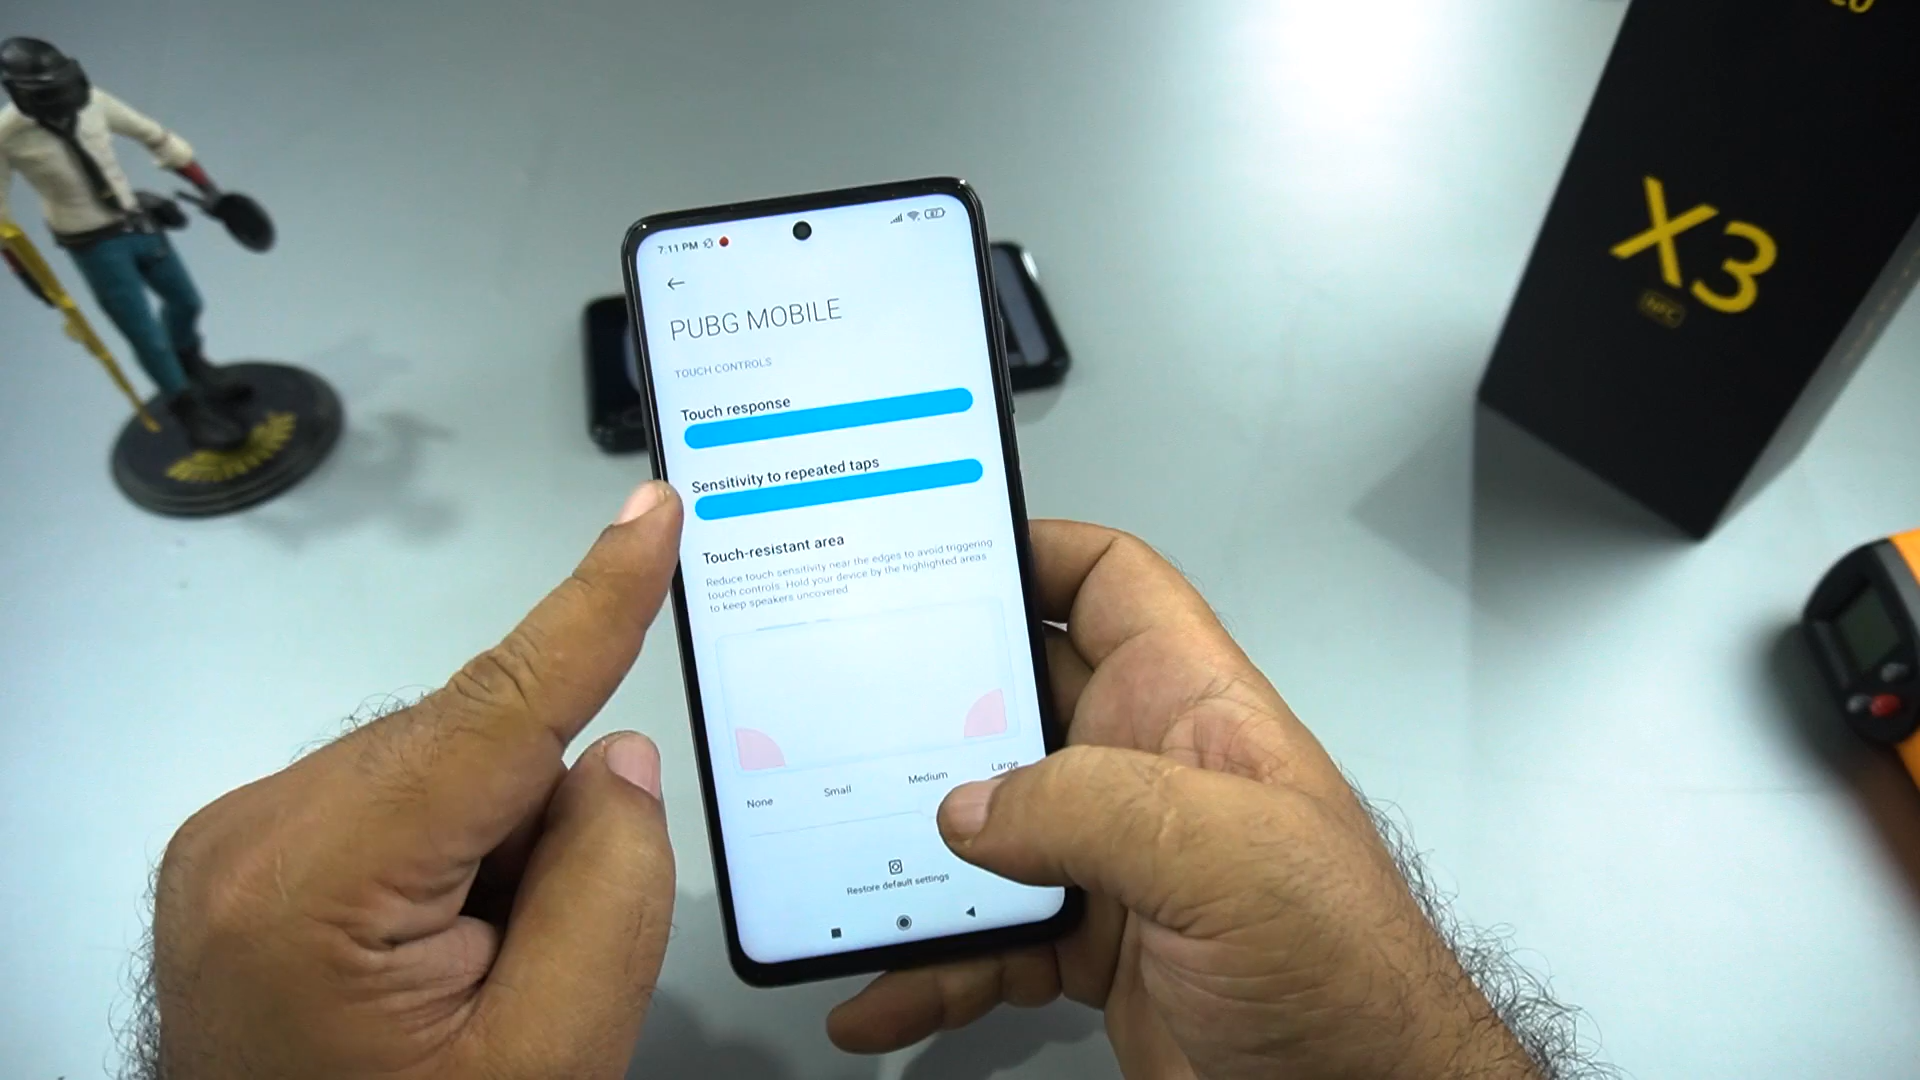 7:11 PM
87
PUBG MOBILE
TOUCH CONTROLS
Touch response
Sensitivity to repeated taps
Touch-resistant area
Reduce touch sensitivity near the edges to avoid triggering
touch controls. Hold your device by the highlighted areas
to keep speakers uncovered
None
Small
Medium
Large
Restore default settings
X3
NFC